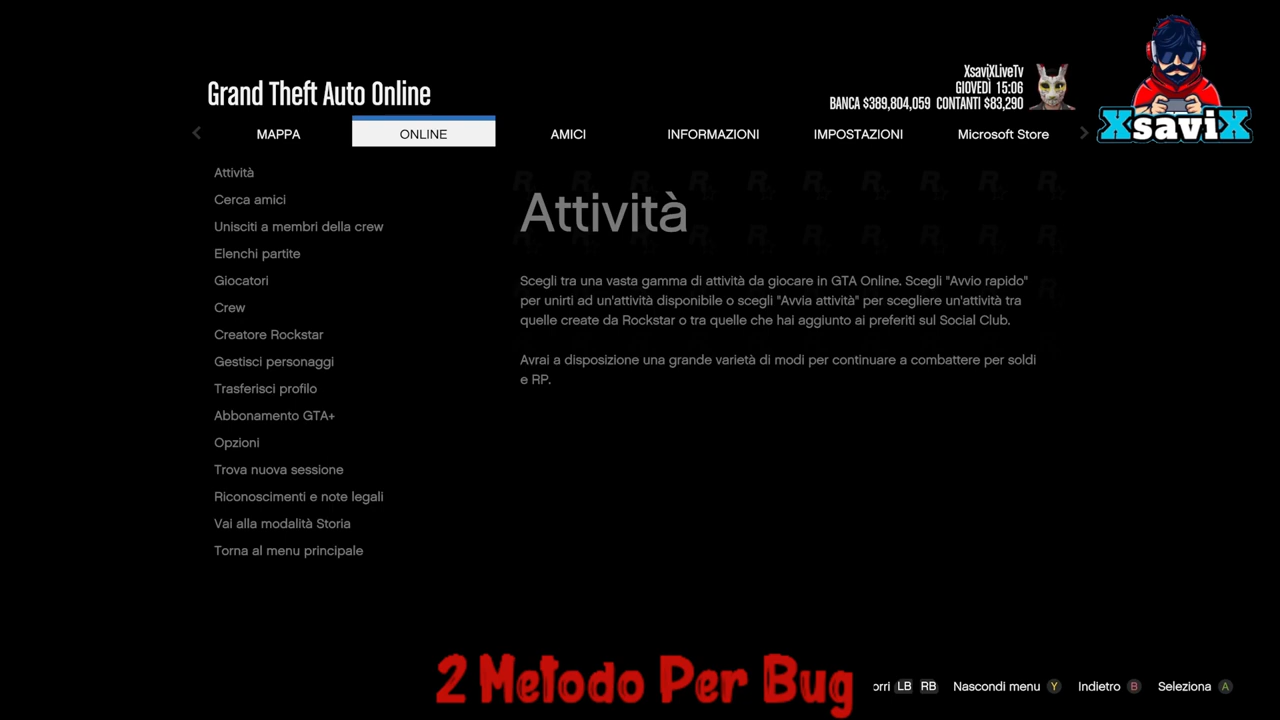 XsaviXLiveTv
Grand Theft Auto Online
GIOVEDÌ 15:06
BANCA $389,804,059 CONTANTI $83,290
XsaviX
MAPPA ONLINE AMICI INFORMAZIONI IMPOSTAZIONI Microsoft Store
Attività
Cerca amici
Unisciti a membri della crew
Elenchi partite
Giocatori
Crew
Creatore Rockstar
Gestisci personaggi
Trasferisci profilo
Abbonamento GTA+
Opzioni
Trova nuova sessione
Riconoscimenti e note legali
Vai alla modalità Storia
Torna al menu principale
Attività
Scegli tra una vasta gamma di attività da giocare in GTA Online. Scegli "Avvio rapido"
per unirti ad un'attività disponibile o scegli "Avvia attività" per scegliere un'attività tra
quelle create da Rockstar o tra quelle che hai aggiunto ai preferiti sul Social Club.
Avrai a disposizione una grande varietà di modi per continuare a combattere per soldi
e RP.
2 Metodo Per Bug
orri LB RB Nascondi menu Y Indietro B Seleziona A